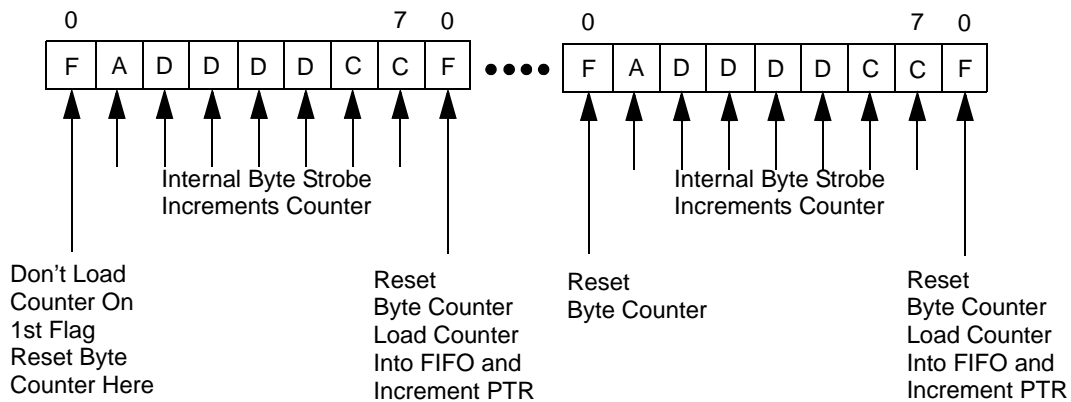 0 7 0 0 7 0
F A D D D D C C F F A D D D D C C F
Internal Byte Strobe
Increments Counter
Internal Byte Strobe
Increments Counter
Don't Load
Counter On
1st Flag
Reset Byte
Counter Here
Reset
Byte Counter
Load Counter
Into FIFO and
Increment PTR
Reset
Byte Counter
Reset
Byte Counter
Load Counter
Into FIFO and
Increment PTR